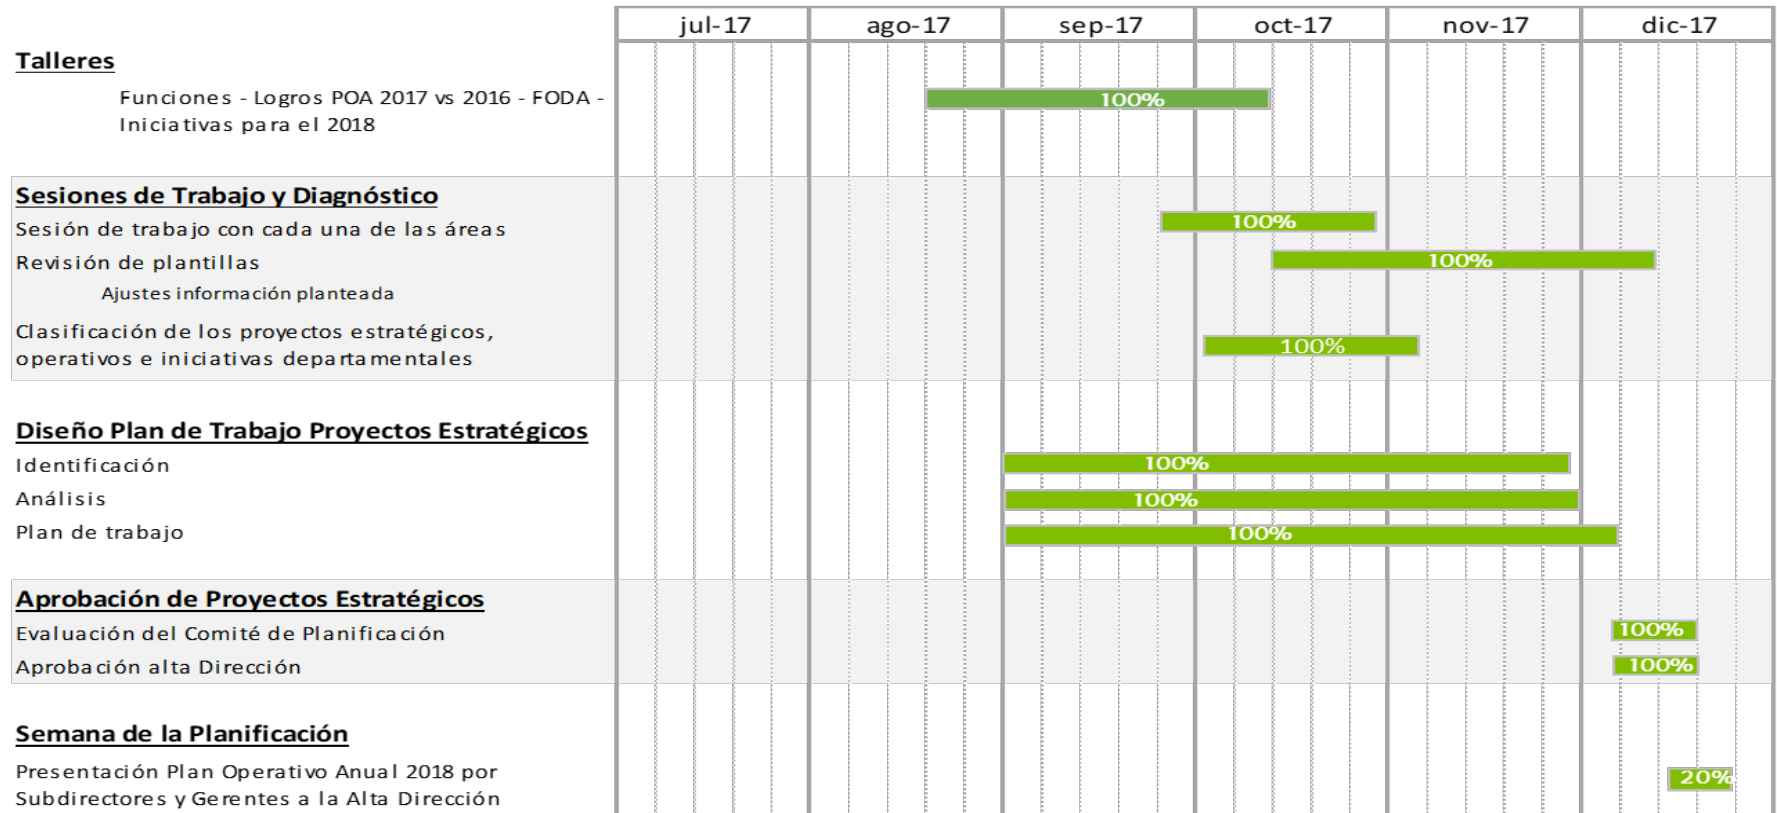 jul-17 ago-17 sep-17 oct-17 nov-17 dic-17
Talleres
Funciones - Logros POA 2017 vs 2016 - FODA - 100%
Iniciativas para el 2018
Sesiones de Trabajo y Diagnóstico
Sesión de trabajo con cada una de las áreas 100%
Revisión de plantillas 100%
Ajustes información planteada
Clasificación de los proyectos estratégicos,
operativos e iniciativas departamentales 100%
Diseño Plan de Trabajo Proyectos Estratégicos
Identificación 100%
Análisis 100%
Plan de trabajo 100%
Aprobación de Proyectos Estratégicos
Evaluación del Comité de Planificación 100%
Aprobación alta Dirección 100%
Semana de la Planificación
Presentación Plan Operativo Anual 2018 por 20%
Subdirectores y Gerentes a la Alta Dirección